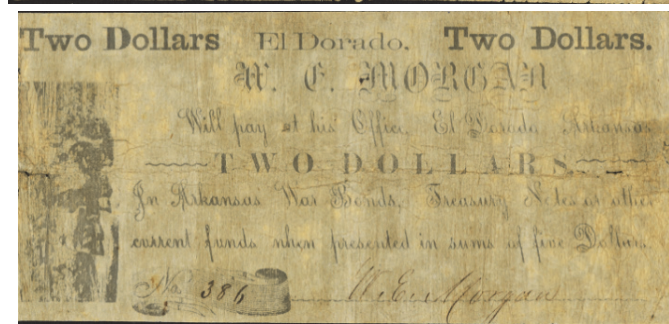 Two Dollars El Dorado, Two Dollars.
W. E. MORGAN
Will pay at his Office, El Dorado Arkansas
TWO DOLLARS
In Arkansas War Bonds, Treasury Notes or other
current funds when presented in sums of five Dollars.
No. 386 W. E. Morgan